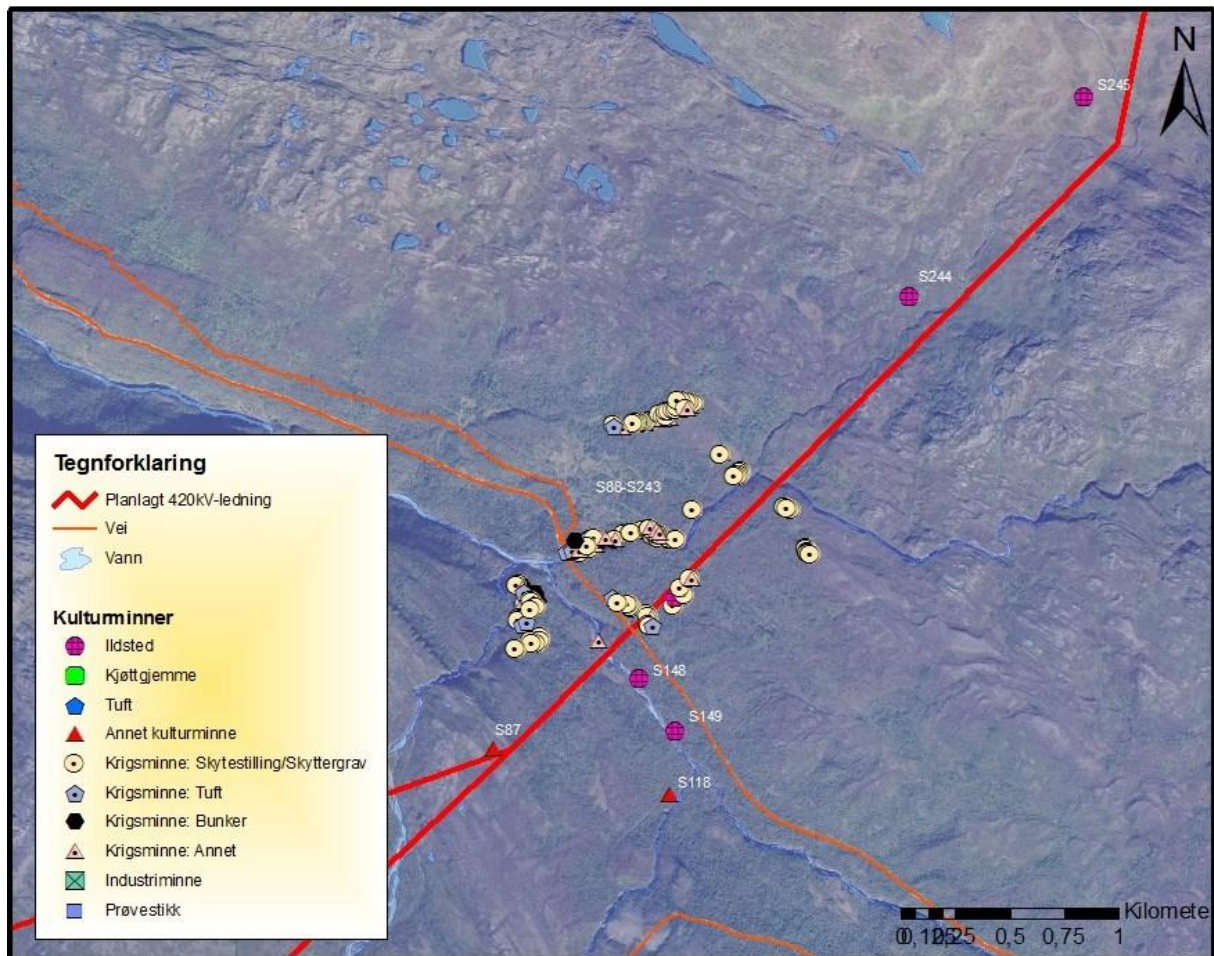 N
S245
S244
S88-S243
S148
S149
S87
S118
Tegnforklaring
Planlagt 420kV-ledning
Vei
Vann
Kulturminner
Ildsted
Kjøttgjemme
Tuft
Annet kulturminne
Krigsminne: Skytestilling/Skyttergrav
Krigsminne: Tuft
Krigsminne: Bunker
Krigsminne: Annet
Industriminne
Prøvestikk
Kilomete
0,5 0,75 1